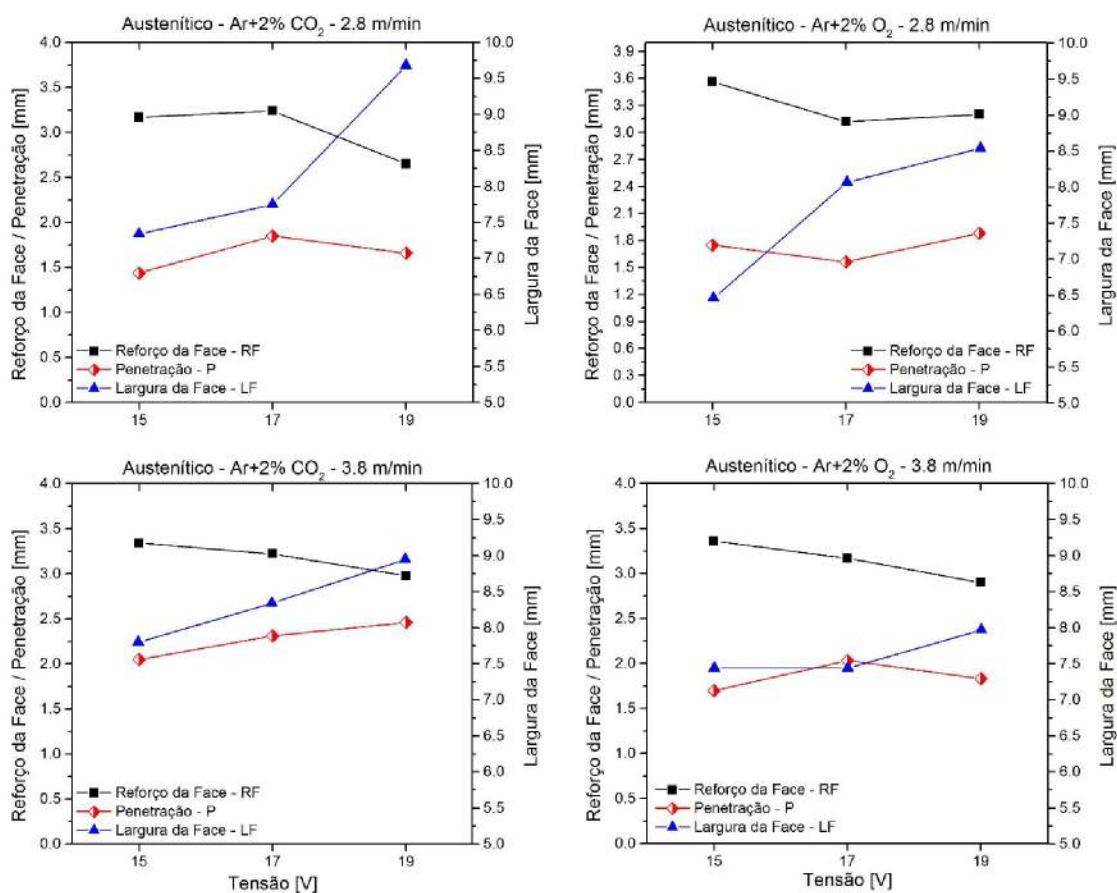 Austenítico - Ar+2% CO₂ - 2.8 m/min
Reforço da Face / Penetração [mm]
4.0
3.5
3.0
2.5
2.0
1.5
1.0
0.5
0.0
10.0
9.5
9.0
8.5
8.0
7.5
7.0
6.5
6.0
5.5
5.0
Largura da Face [mm]
Reforço da Face - RF
Penetração - P
Largura da Face - LF
15 17 19
Austenítico - Ar+2% O₂ - 2.8 m/min
Reforço da Face / Penetração [mm]
3.9
3.6
3.3
3.0
2.7
2.4
2.1
1.8
1.5
1.2
0.9
0.6
0.3
0.0
10.0
9.5
9.0
8.5
8.0
7.5
7.0
6.5
6.0
5.5
5.0
Largura da Face [mm]
Reforço da Face - RF
Penetração - P
Largura da Face - LF
15 17 19
Austenítico - Ar+2% CO₂ - 3.8 m/min
Reforço da Face / Penetração [mm]
4.0
3.5
3.0
2.5
2.0
1.5
1.0
0.5
0.0
10.0
9.5
9.0
8.5
8.0
7.5
7.0
6.5
6.0
5.5
5.0
Largura da Face [mm]
Reforço da Face - RF
Penetração - P
Largura da Face - LF
15 17 19
Tensão [V]
Austenítico - Ar+2% O₂ - 3.8 m/min
Reforço da Face / Penetração [mm]
4.0
3.5
3.0
2.5
2.0
1.5
1.0
0.5
0.0
10.0
9.5
9.0
8.5
8.0
7.5
7.0
6.5
6.0
5.5
5.0
Largura da Face [mm]
Reforço da Face - RF
Penetração - P
Largura da Face - LF
15 17 19
Tensão [V]